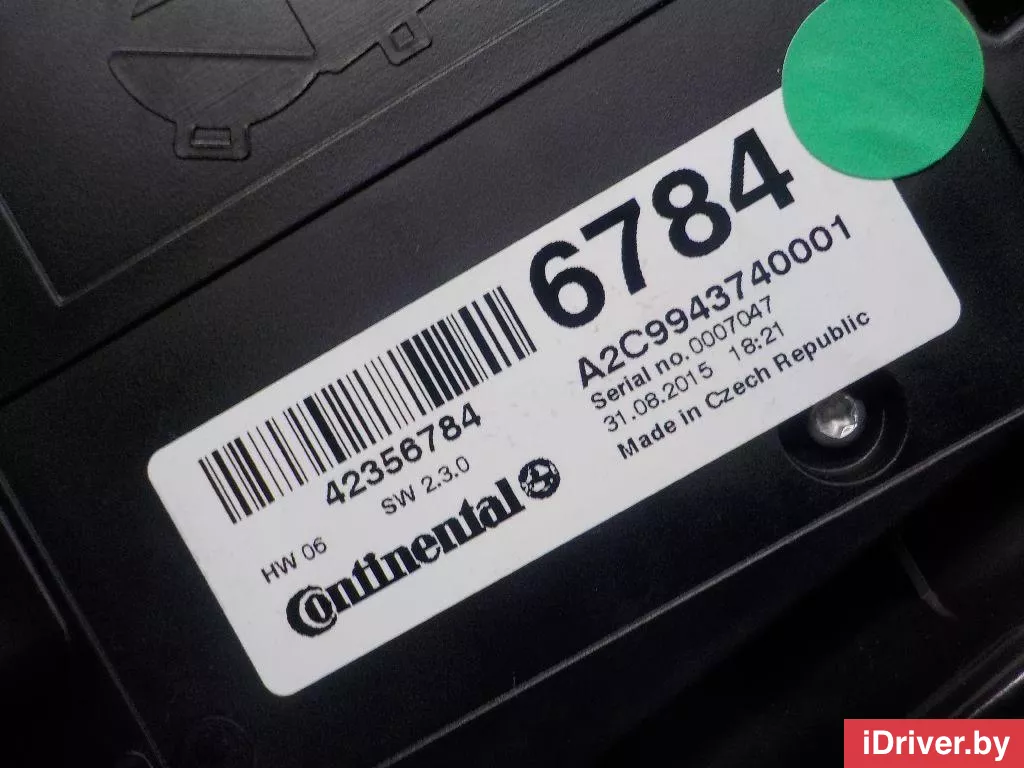 6784
A2C9943740001
Serial no.0007047
31.08.2015 18:21
Made in Czech Republic
42356784
SW 2.3.0
HW 06
Continental
iDriver.by